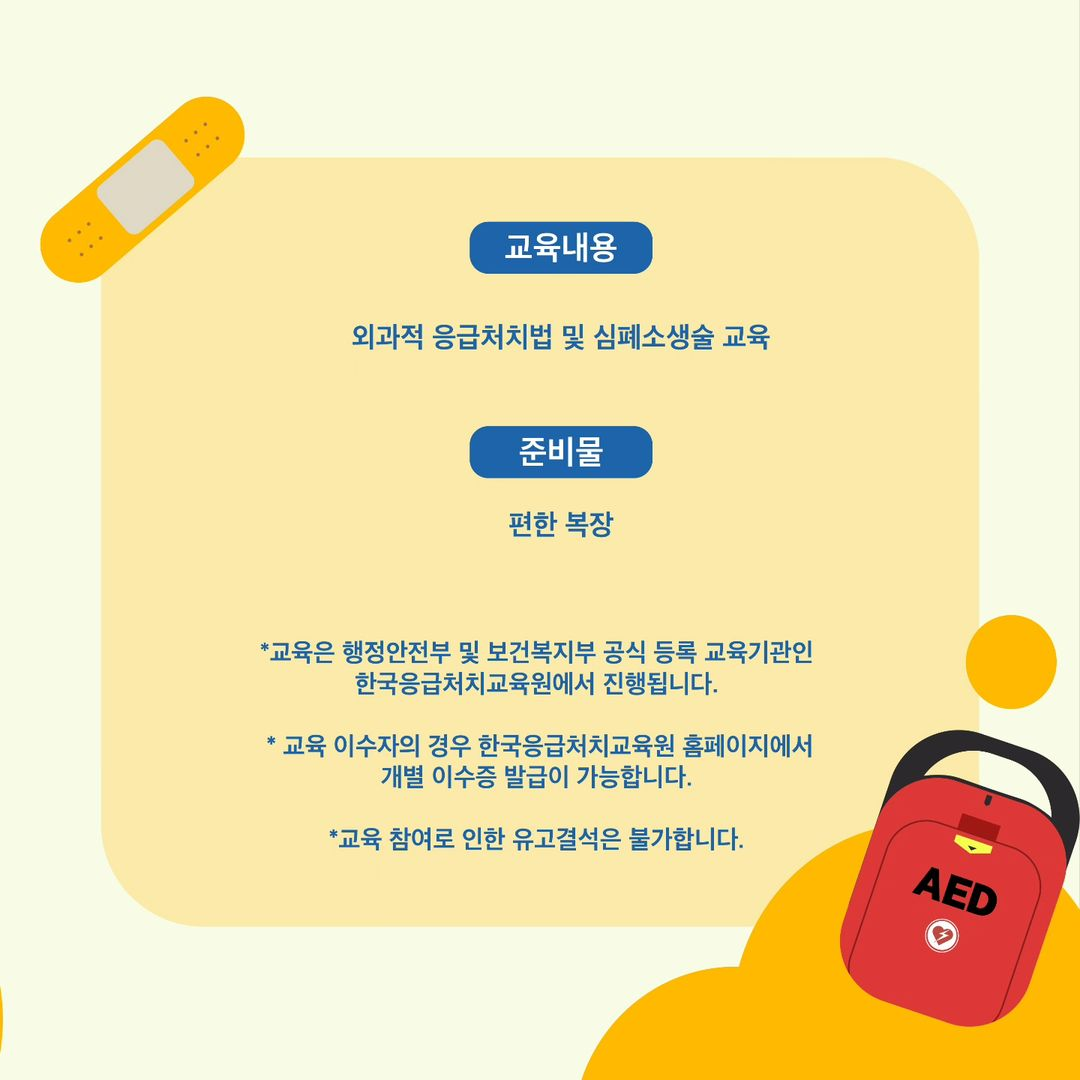 교육내용
외과적 응급처치법 및 심폐소생술 교육
준비물
편한 복장
*교육은 행정안전부 및 보건복지부 공식 등록 교육기관인
한국응급처치교육원에서 진행됩니다.
* 교육 이수자의 경우 한국응급처치교육원 홈페이지에서
개별 이수증 발급이 가능합니다.
*교육 참여로 인한 유고결석은 불가합니다.
AED